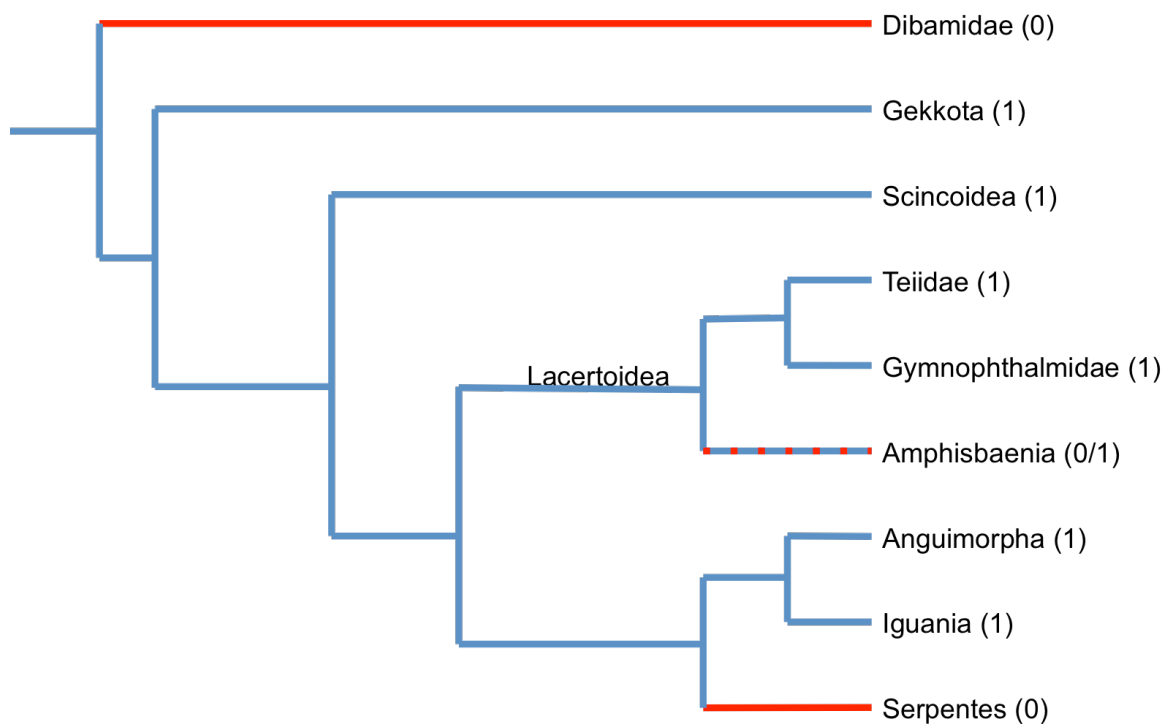 Dibamidae (0)
Gekkota (1)
Scincoidea (1)
Teiidae (1)
Gymnophthalmidae (1)
Lacertoidea
Amphisbaenia (0/1)
Anguimorpha (1)
Iguania (1)
Serpentes (0)